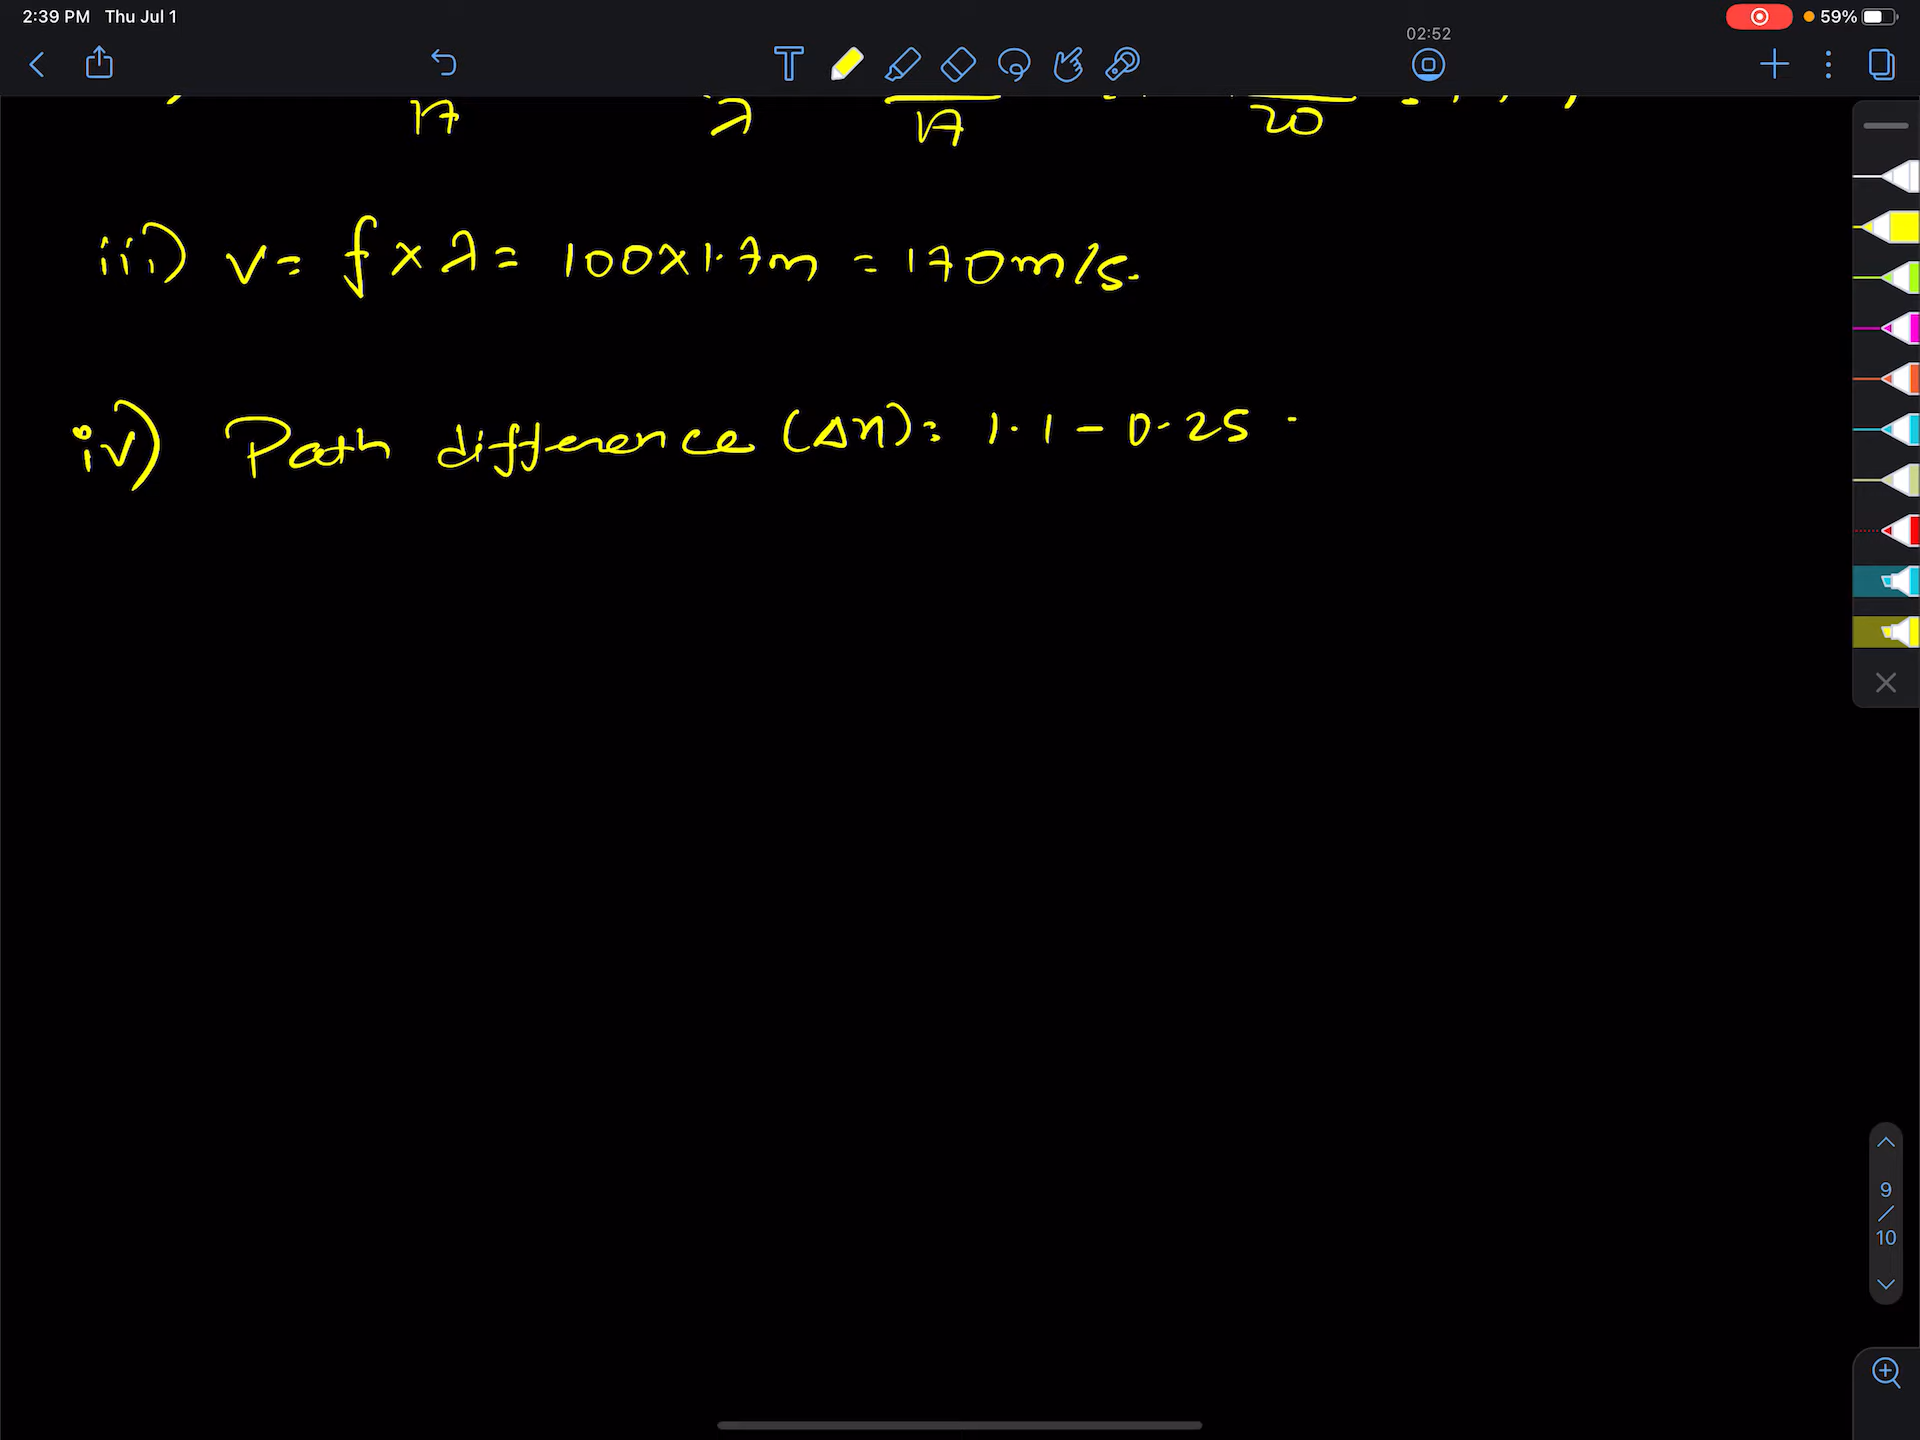 2:39 PM Thu Jul 1
59%
02:52
T
17 λ 17 20
iii) v = f × λ = 100×1.7m = 170m/s.
iv) Path difference (Δx) = 1.1 - 0.25
9
/
10